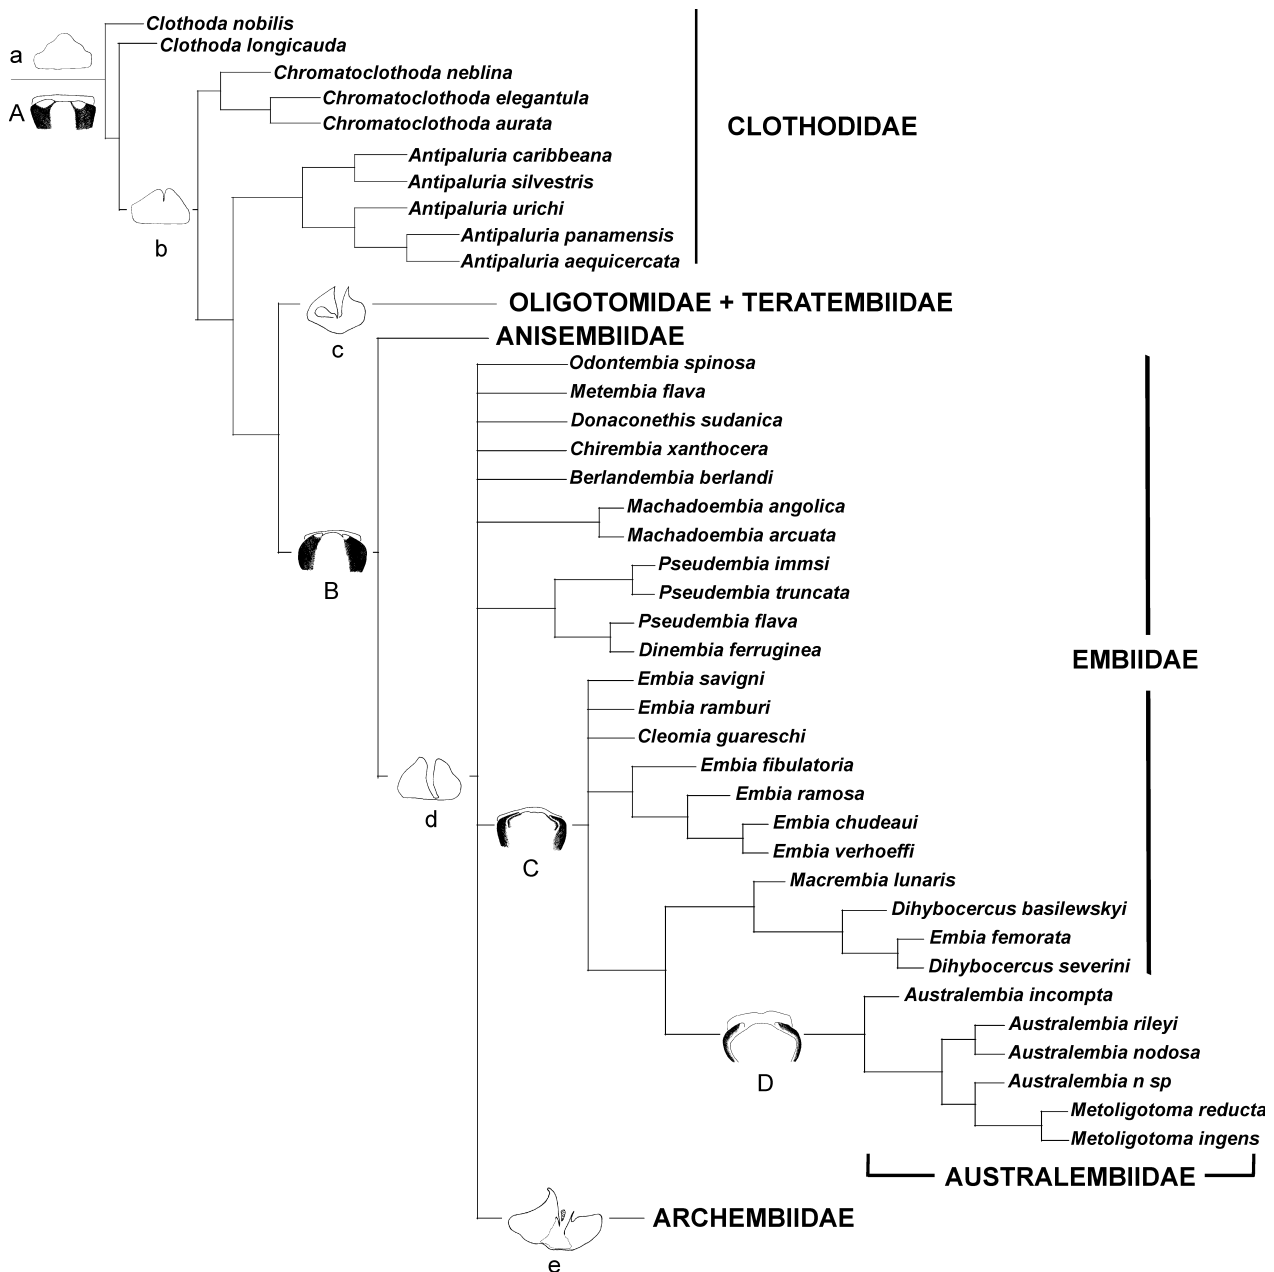 Clothoda nobilis
a
Clothoda longicauda
Chromatoclothoda neblina
A
Chromatoclothoda elegantula
Chromatoclothoda aurata
CLOTHODIDAE
Antipaluria caribbeana
Antipaluria silvestris
Antipaluria urichi
b
Antipaluria panamensis
Antipaluria aequicercata
OLIGOTOMIDAE + TERATEMBIIDAE
c
ANISEMBIIDAE
Odontembia spinosa
Metembia flava
Donaconethis sudanica
Chirembia xanthocera
Berlandembia berlandi
Machadoembia angolica
Machadoembia arcuata
Pseudembia immsi
B
Pseudembia truncata
Pseudembia flava
Dinembia ferruginea
EMBIIDAE
Embia savigni
Embia ramburi
Cleomia guareschi
Embia fibulatoria
Embia ramosa
d
Embia chudeaui
Embia verhoeffi
C
Macrembia lunaris
Dihybocercus basilewskyi
Embia femorata
Dihybocercus severini
Australembia incompta
Australembia rileyi
Australembia nodosa
D
Australembia n sp
Metoligotoma reducta
Metoligotoma ingens
AUSTRALEMBIIDAE
ARCHEMBIIDAE
e